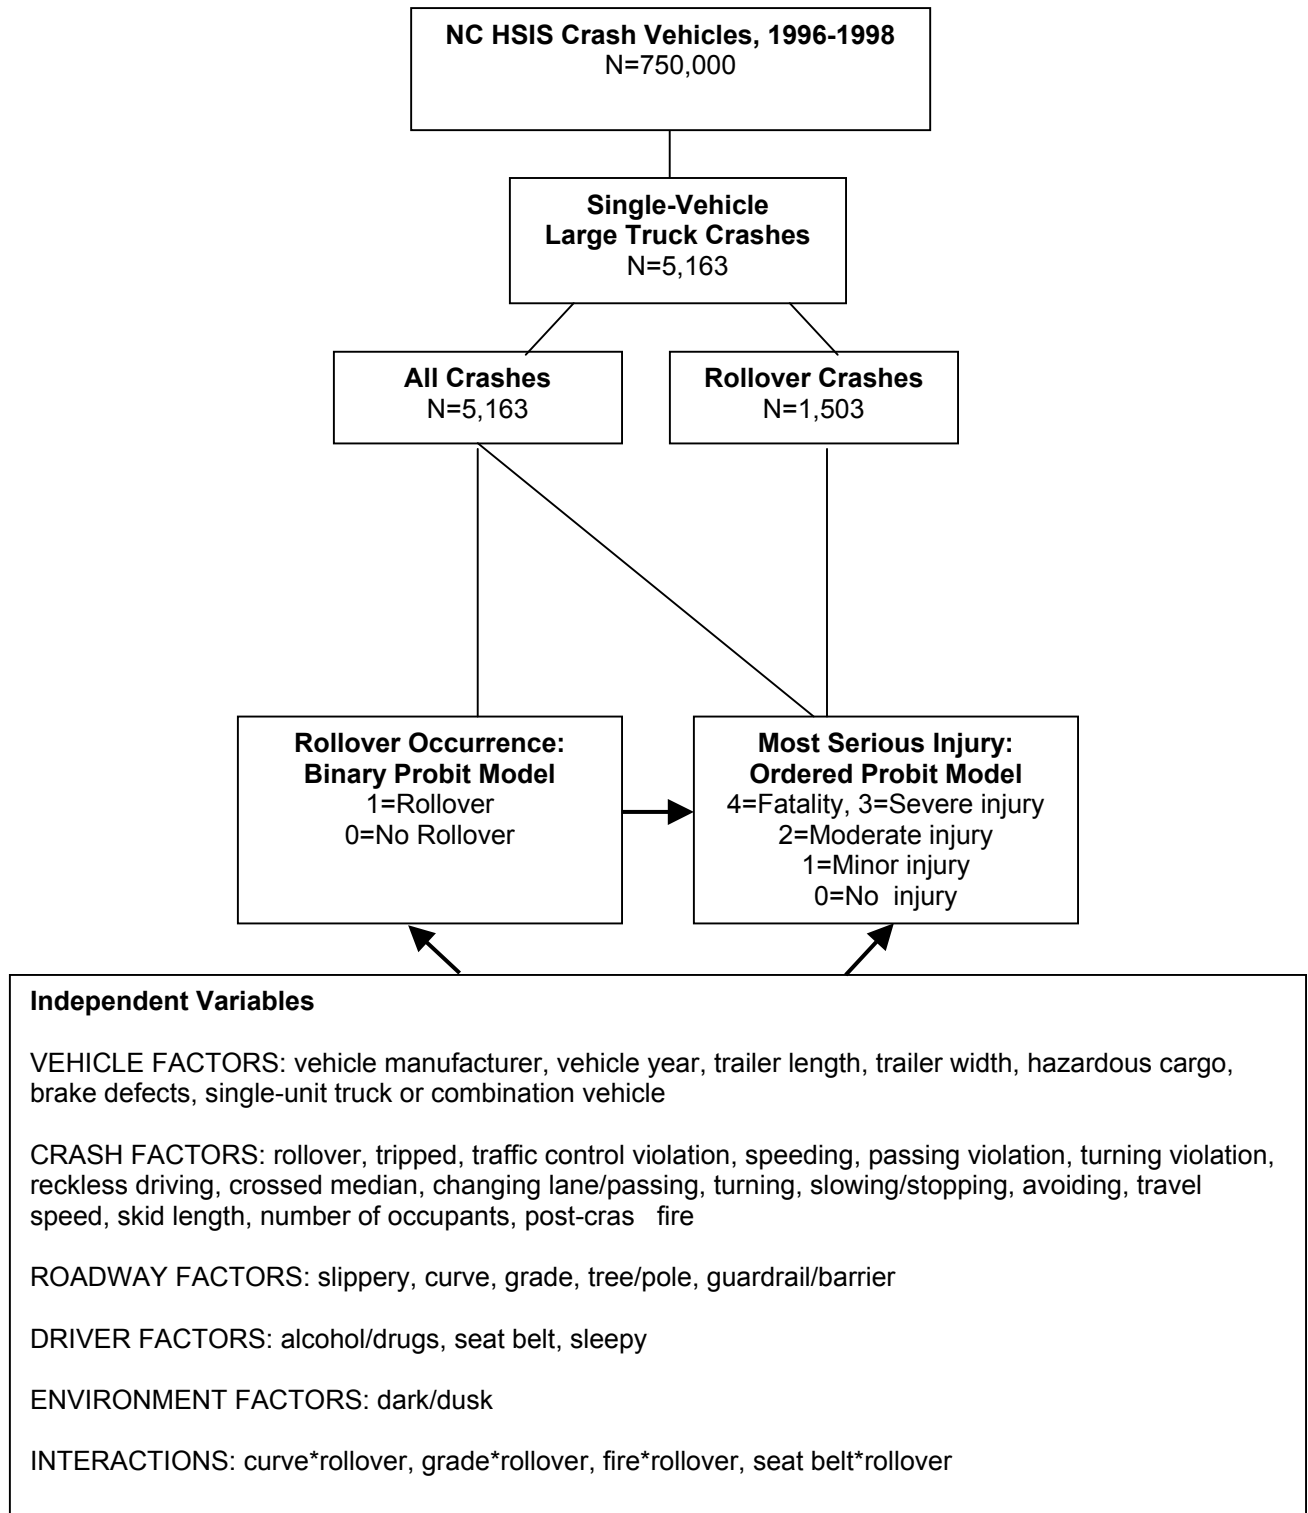 NC HSIS Crash Vehicles, 1996-1998
N=750,000
Single-Vehicle
Large Truck Crashes
N=5,163
All Crashes
N=5,163
Rollover Crashes
N=1,503
Rollover Occurrence:
Binary Probit Model
1=Rollover
0=No Rollover
Most Serious Injury:
Ordered Probit Model
4=Fatality, 3=Severe injury
2=Moderate injury
1=Minor injury
0=No injury
Independent Variables
VEHICLE FACTORS: vehicle manufacturer, vehicle year, trailer length, trailer width, hazardous cargo,
brake defects, single-unit truck or combination vehicle
CRASH FACTORS: rollover, tripped, traffic control violation, speeding, passing violation, turning violation,
reckless driving, crossed median, changing lane/passing, turning, slowing/stopping, avoiding, travel
speed, skid length, number of occupants, post-cras fire
ROADWAY FACTORS: slippery, curve, grade, tree/pole, guardrail/barrier
DRIVER FACTORS: alcohol/drugs, seat belt, sleepy
ENVIRONMENT FACTORS: dark/dusk
INTERACTIONS: curve*rollover, grade*rollover, fire*rollover, seat belt*rollover